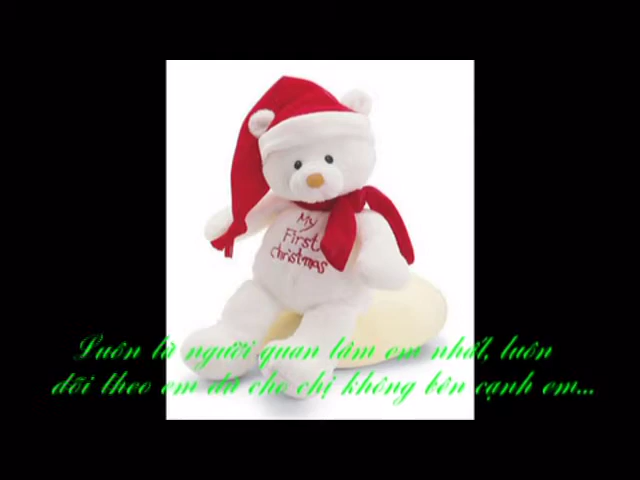 My
First
Christmas
Luôn là người quan tâm em nhất, luôn
dõi theo em dù cho chị không bên cạnh em...